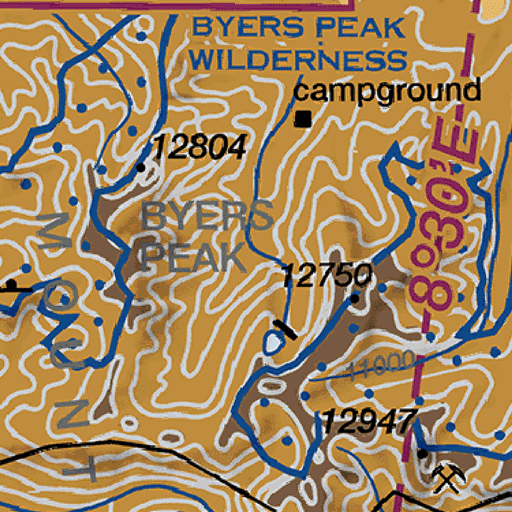 BYERS PEAK
WILDERNESS
campground
12804
8°30'E
BYERS
PEAK
12750
11000
12947
MOUNT